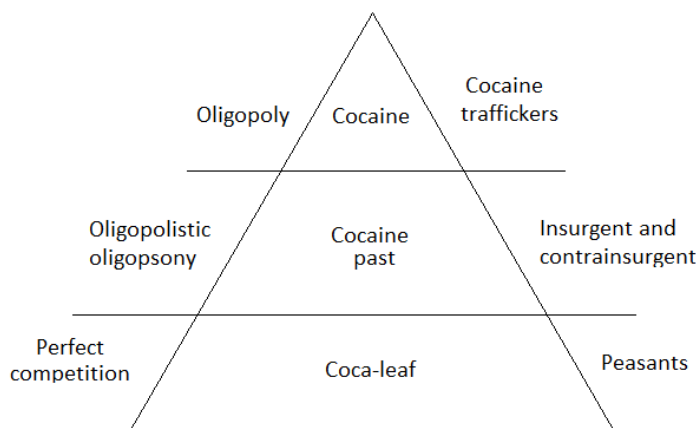 Oligopoly
Cocaine
Cocaine
traffickers
Oligopolistic
oligopsony
Cocaine
past
Insurgent and
contrainsurgent
Perfect
competition
Coca-leaf
Peasants